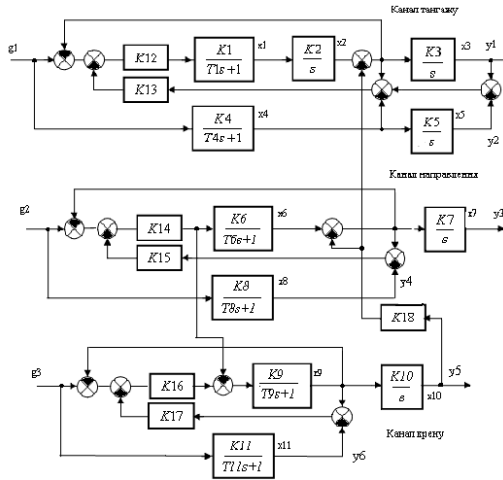 Канал тангажу
g1
K12
K1
T1s+1
x1
K2
s
x2
K3
s
x3
y1
K13
K4
T4s+1
x4
K5
s
x5
y2
Канал направлення
g2
K14
K6
T6s+1
x6
K7
s
x7
y3
K15
K8
T8s+1
x8
y4
K18
g3
K16
K9
T9s+1
x9
K10
s
x10
y5
K17
K11
T11s+1
x11
y6
Канал крену